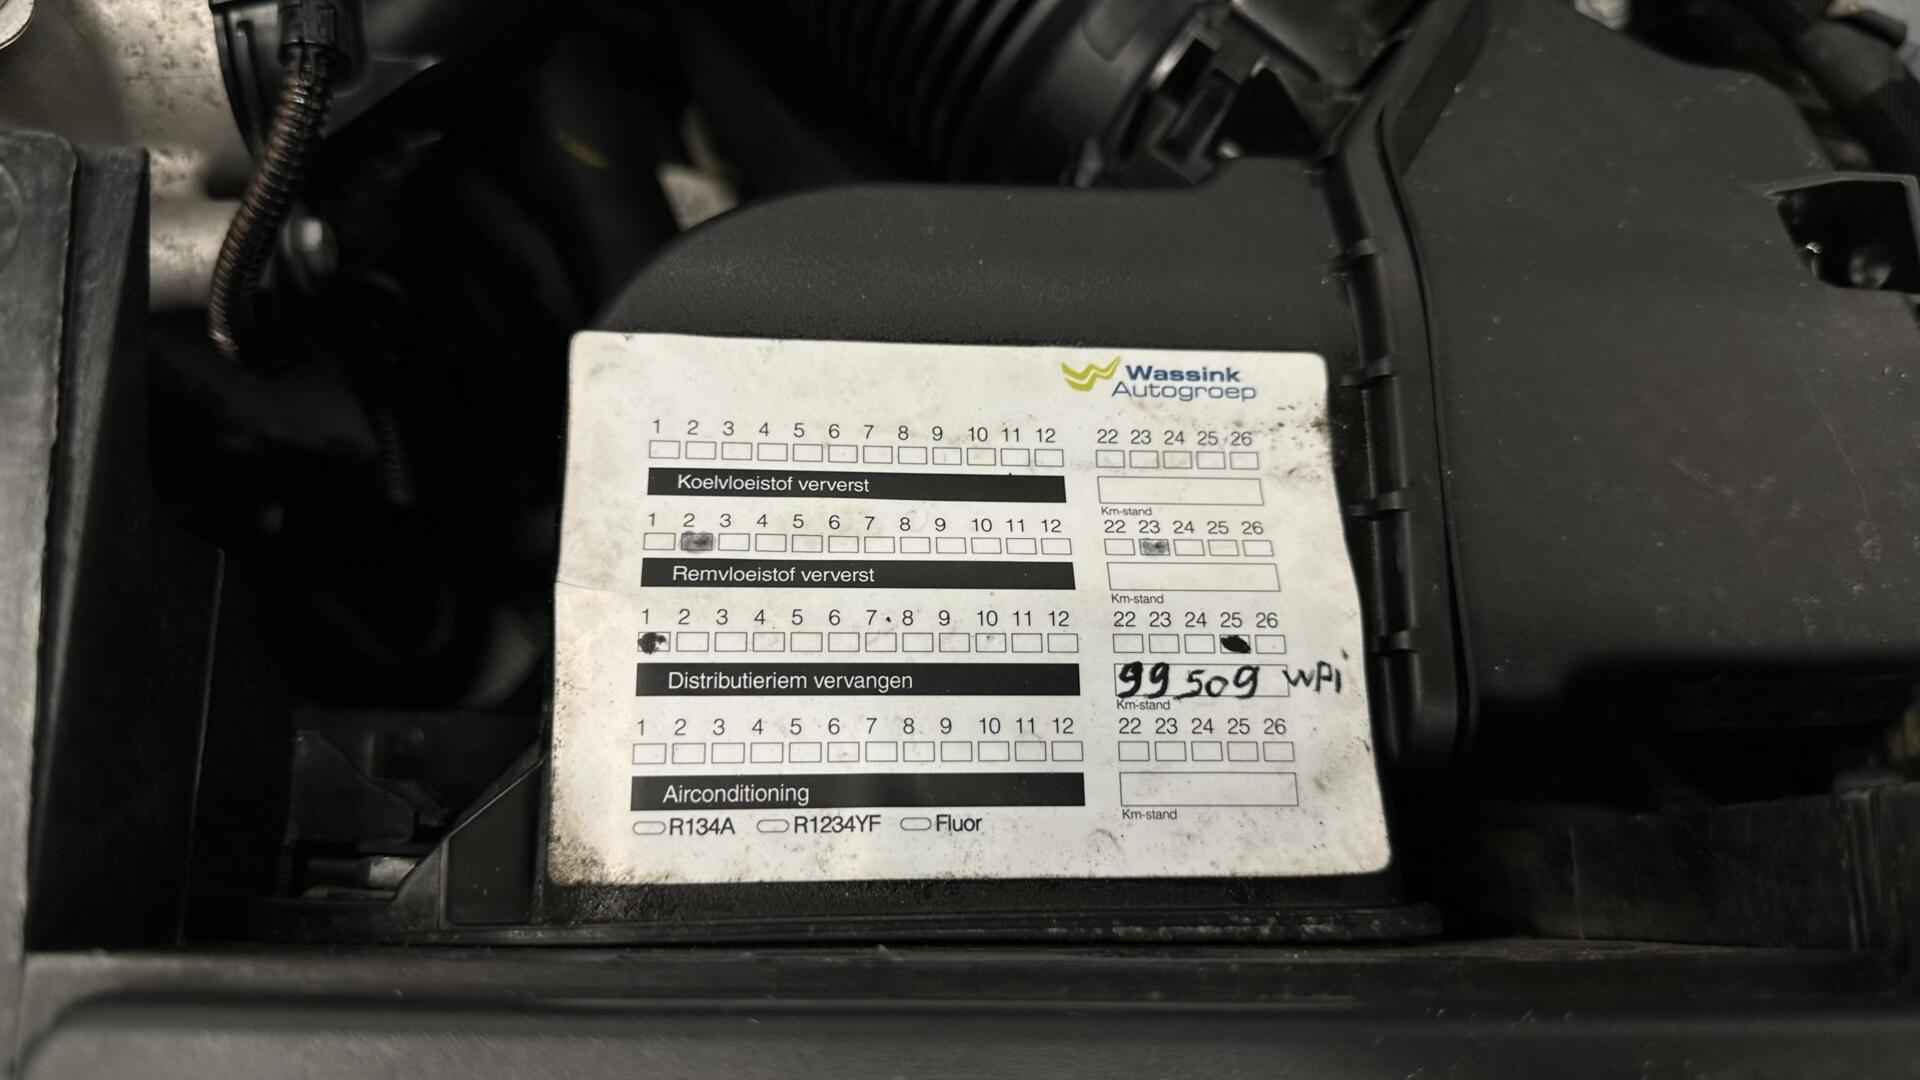 Wassink
Autogroep
1 2 3 4 5 6 7 8 9 10 11 12 22 23 24 25 26
Koelvloeistof ververst
Km-stand
1 2 3 4 5 6 7 8 9 10 11 12 22 23 24 25 26
Remvloeistof ververst
Km-stand
1 2 3 4 5 6 7 8 9 10 11 12 22 23 24 25 26
Distributieriem vervangen 99509 WPi
Km-stand
1 2 3 4 5 6 7 8 9 10 11 12 22 23 24 25 26
Airconditioning
Km-stand
R134A R1234YF Fluor